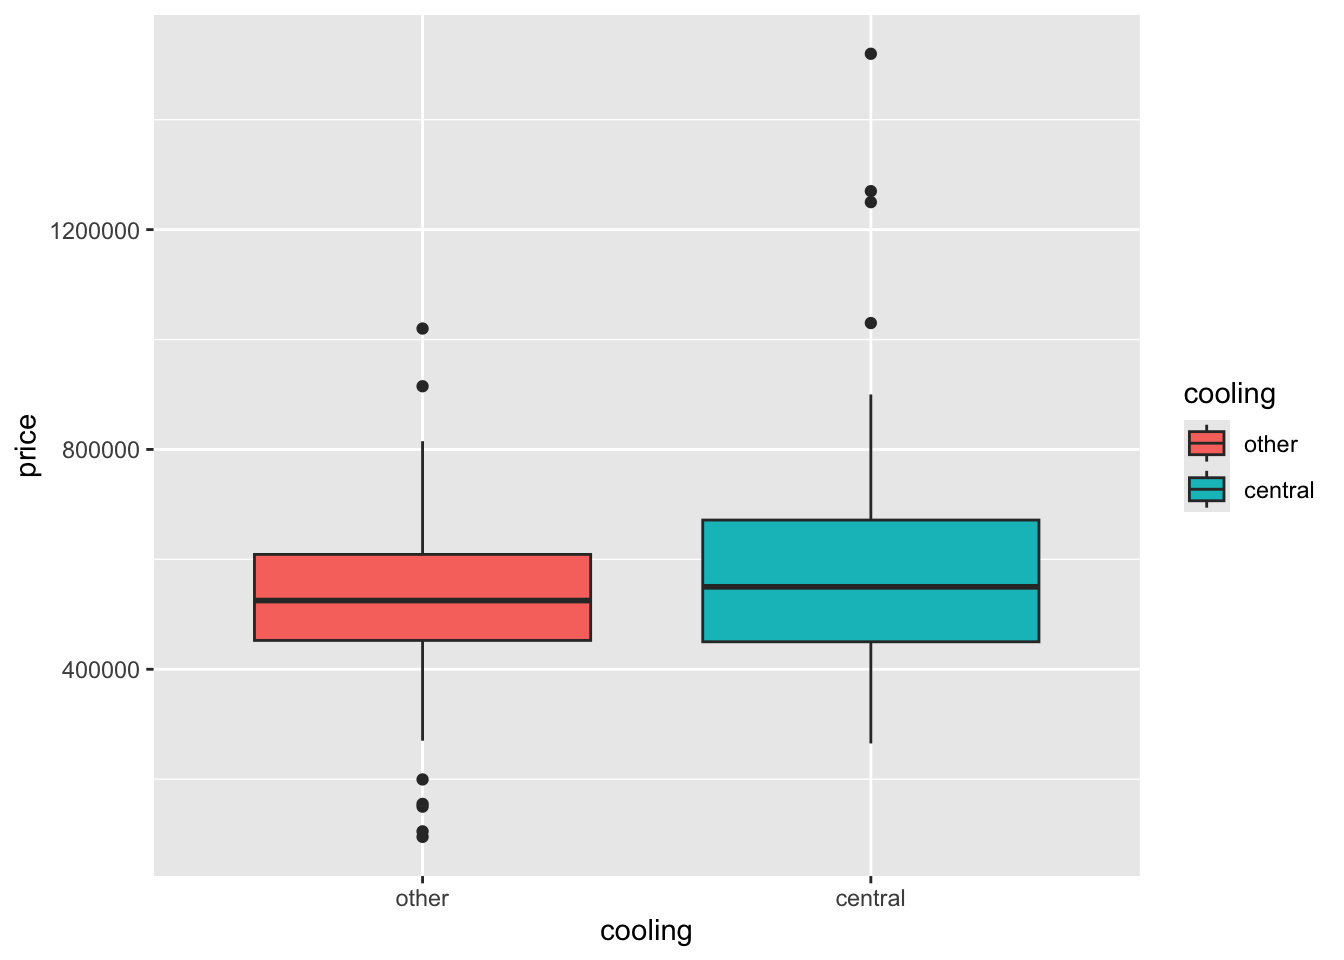 price
1200000
800000
400000
other
central
cooling
cooling
other
central